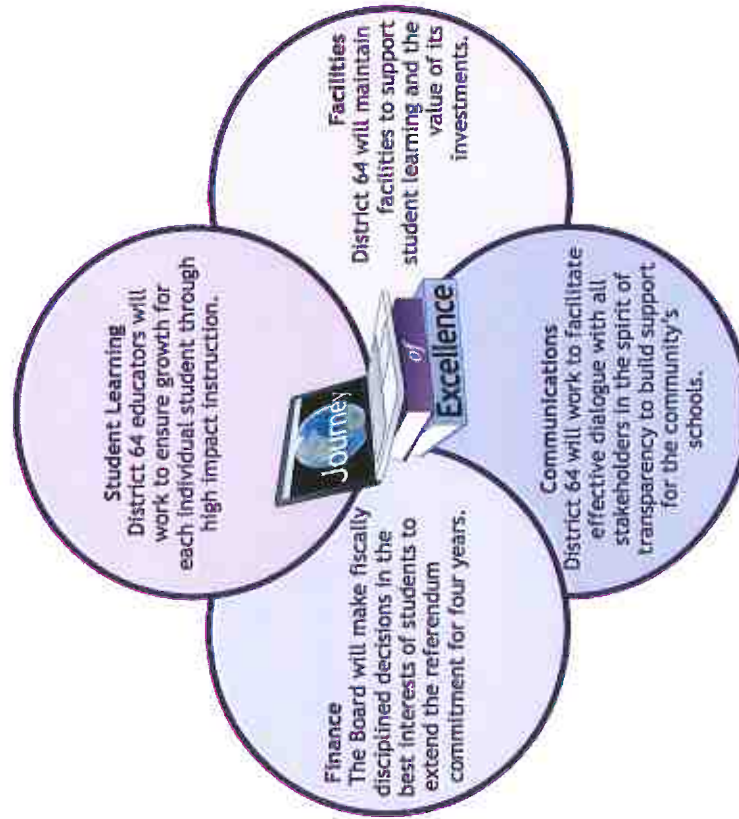 Student Learning
District 64 educators will
work to ensure growth for
each individual student through
high impact instruction.
Finance
The Board will make fiscally
disciplined decisions in the
best interests of students to
extend the referendum
commitment for four years.
Journey
of
Excellence
Facilities
District 64 will maintain
facilities to support
student learning and the
value of its
investments.
Communications
District 64 will work to facilitate
effective dialogue with all
stakeholders in the spirit of
transparency to build support
for the community's
schools.